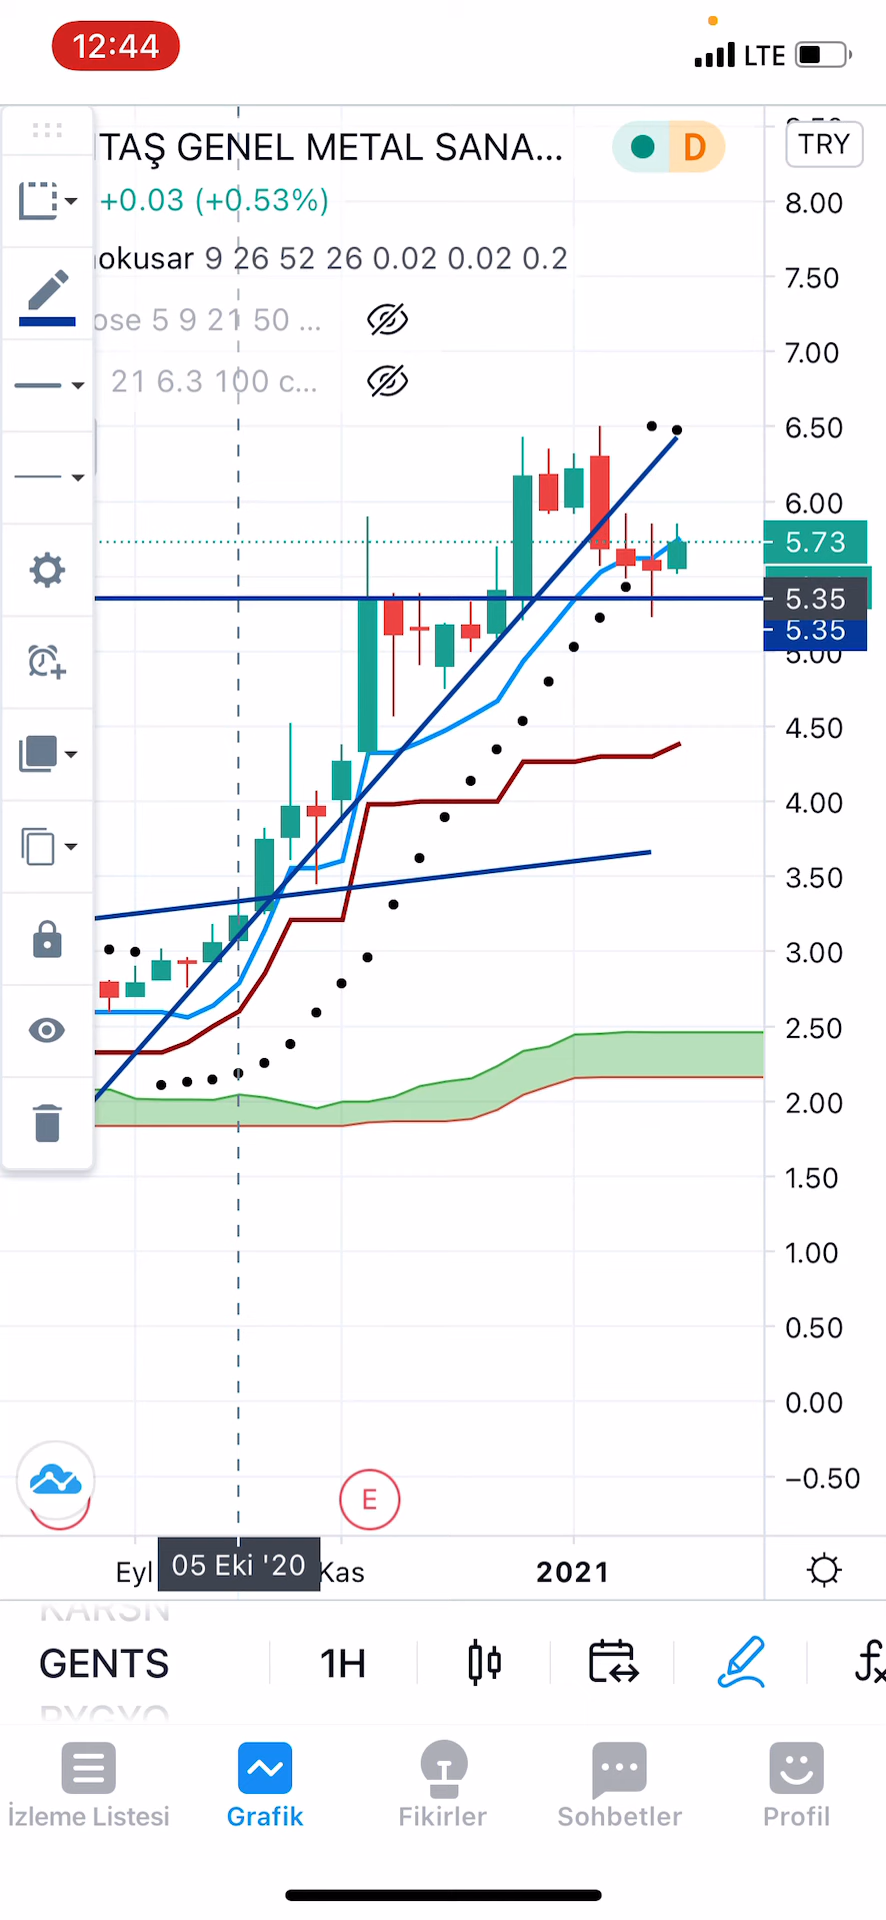 12:44
LTE
TAŞ GENEL METAL SANA...
D
TRY
+0.03 (+0.53%)
okusar 9 26 52 26 0.02 0.02 0.2
ose 5 9 21 50 ...
21 6.3 100 c...
8.00
7.50
7.00
6.50
6.00
5.73
5.35
5.35
5.00
4.50
4.00
3.50
3.00
2.50
2.00
1.50
1.00
0.50
0.00
−0.50
E
Eyl
05 Eki '20
Kas
2021
KARSN
GENTS
1H
İzleme Listesi
Grafik
Fikirler
Sohbetler
Profil